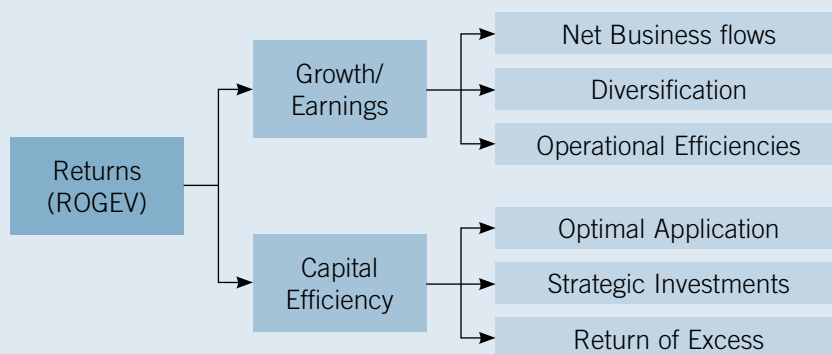 Returns
(ROGEV)
Growth/
Earnings
Net Business flows
Diversification
Operational Efficiencies
Capital
Efficiency
Optimal Application
Strategic Investments
Return of Excess